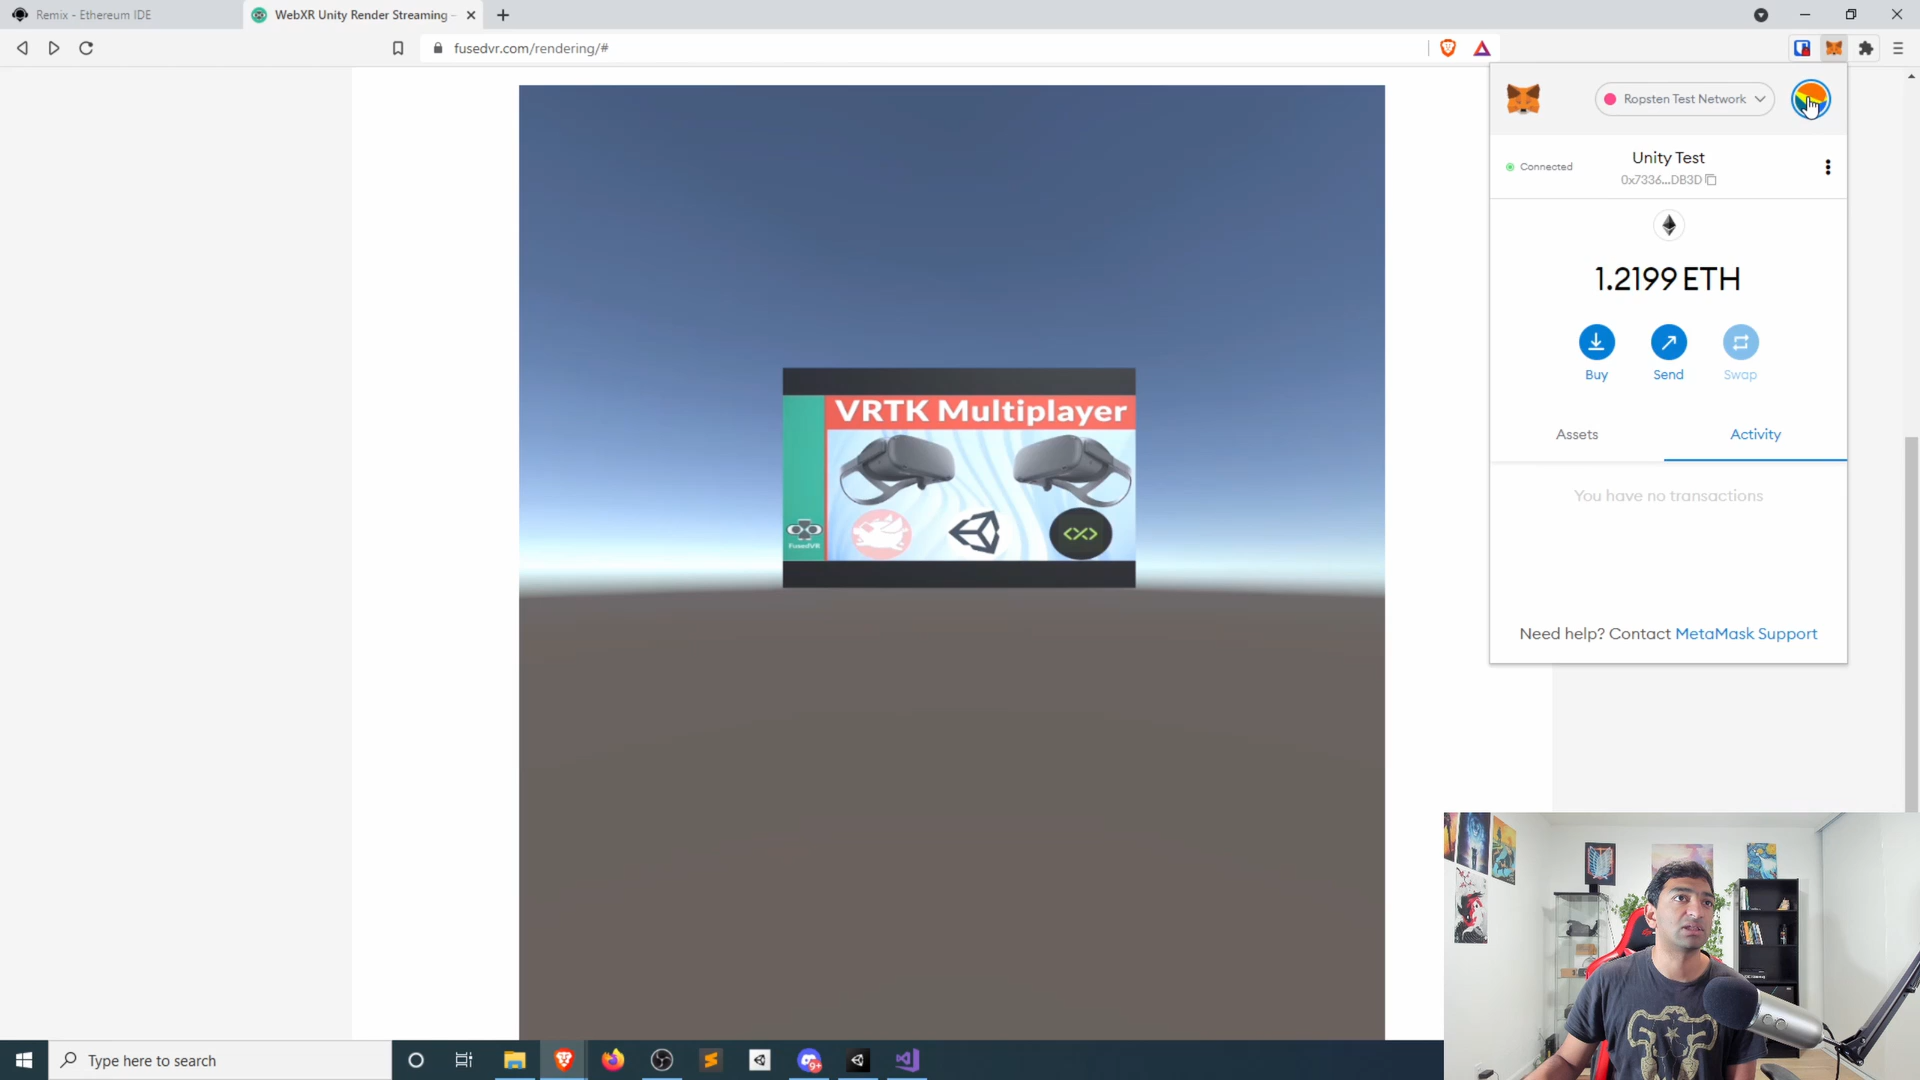 Remix - Ethereum IDE
WebXR Unity Render Streaming -
fusedvr.com/rendering/#
Ropsten Test Network
Connected
Unity Test
0x7336...DB3D
1.2199 ETH
Buy
Send
Swap
Assets
Activity
You have no transactions
Need help? Contact MetaMask Support
VRTK Multiplayer
FusedVR
<x>
Type here to search
9+